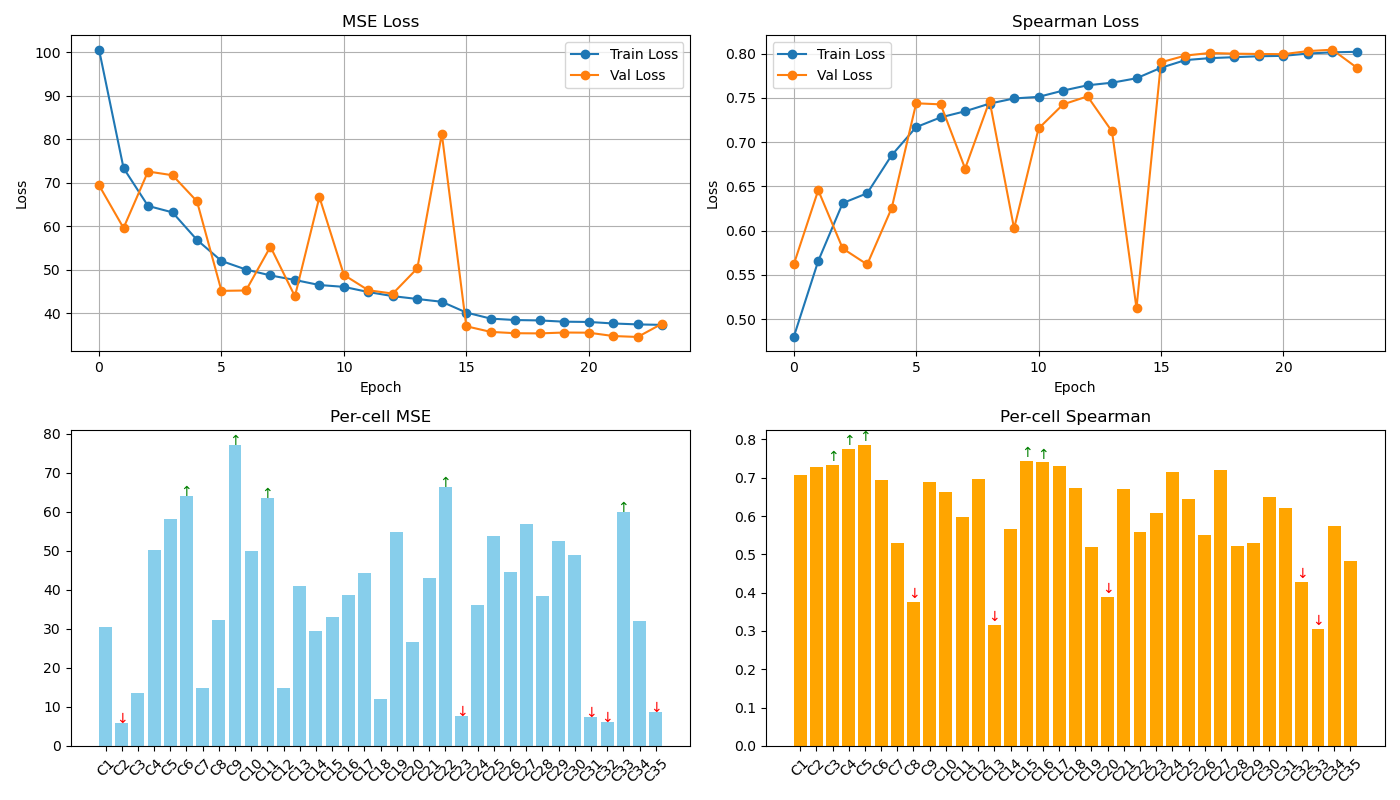 MSE Loss
100
90
80
70
60
50
40
Loss
0
5
10
15
20
Epoch
Train Loss
Val Loss
Spearman Loss
0.80
0.75
0.70
0.65
0.60
0.55
0.50
Loss
0
5
10
15
20
Epoch
Train Loss
Val Loss
Per-cell MSE
80
70
60
50
40
30
20
10
0
↑
↑
↑
↑
↑
↓
↓
↓
↓
↓
C1
C2
C3
C4
C5
C6
C7
C8
C9
C10
C11
C12
C13
C14
C15
C16
C17
C18
C19
C20
C21
C22
C23
C24
C25
C26
C27
C28
C29
C30
C31
C32
C33
C34
C35
Per-cell Spearman
0.8
0.7
0.6
0.5
0.4
0.3
0.2
0.1
0.0
↑
↑
↑
↑
↑
↓
↓
↓
↓
↓
C1
C2
C3
C4
C5
C6
C7
C8
C9
C10
C11
C12
C13
C14
C15
C16
C17
C18
C19
C20
C21
C22
C23
C24
C25
C26
C27
C28
C29
C30
C31
C32
C33
C34
C35